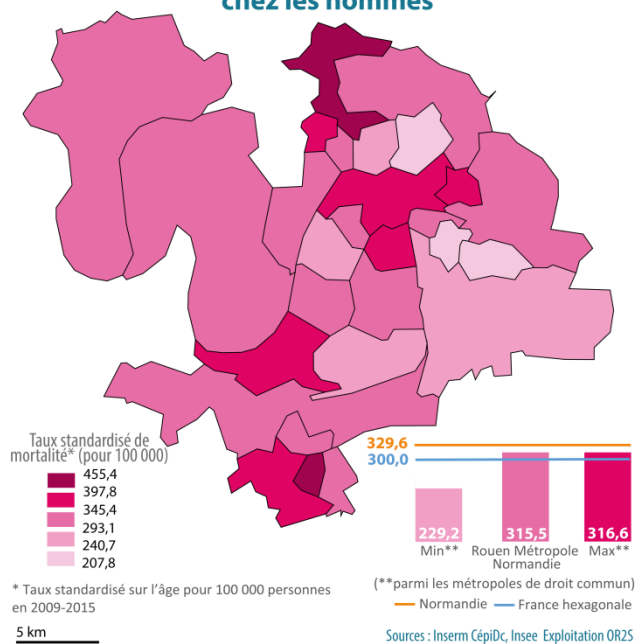 chez les hommes
Taux standardisé de
mortalité* (pour 100 000)
455,4
397,8
345,4
293,1
240,7
207,8
* Taux standardisé sur l'âge pour 100 000 personnes
en 2009-2015
5 km
329,6
300,0
229,2 315,5 316,6
Min** Rouen Métropole Max**
Normandie
(**parmi les métropoles de droit commun)
Normandie France hexagonale
Sources : Inserm CépiDc, Insee Exploitation OR2S